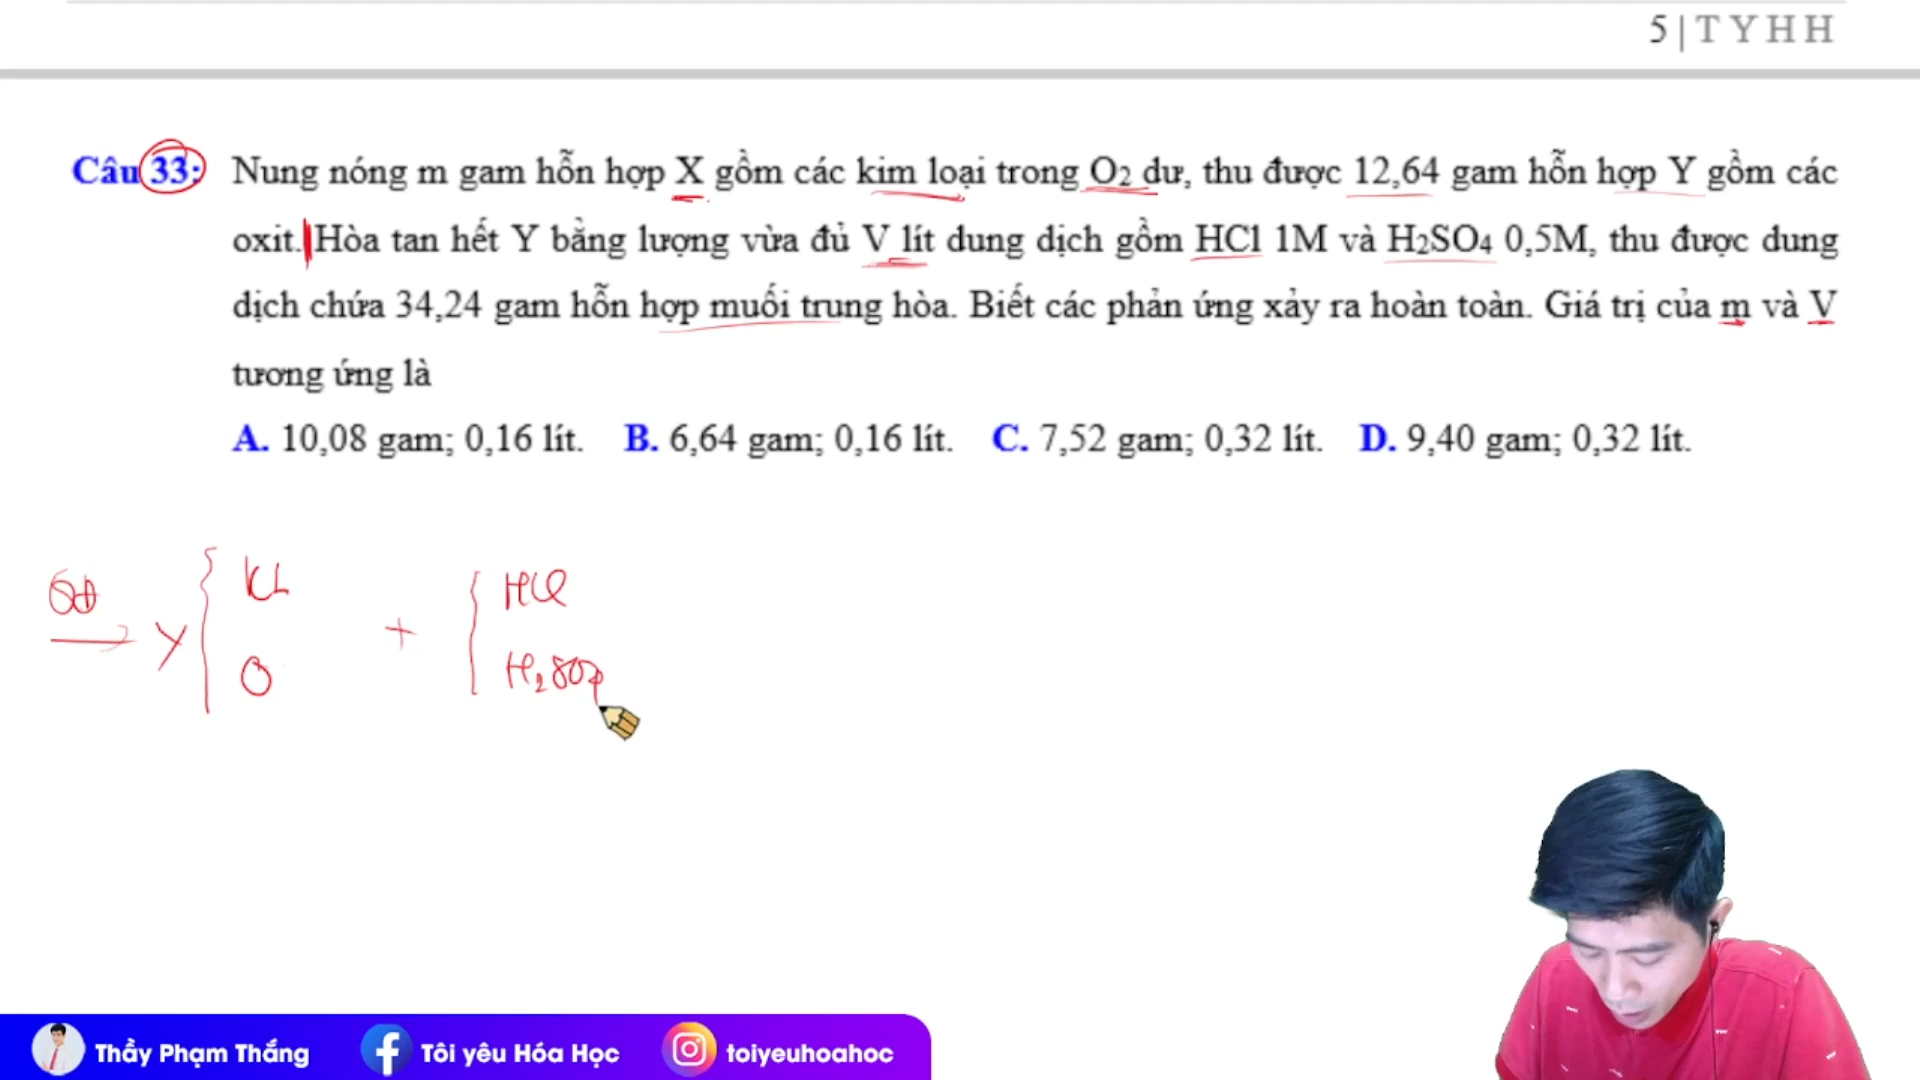 5 | T Y H H
Câu 33: Nung nóng m gam hỗn hợp X gồm các kim loại trong O2 dư, thu được 12,64 gam hỗn hợp Y gồm các
oxit. Hòa tan hết Y bằng lượng vừa đủ V lít dung dịch gồm HCl 1M và H2SO4 0,5M, thu được dung
dịch chứa 34,24 gam hỗn hợp muối trung hòa. Biết các phản ứng xảy ra hoàn toàn. Giá trị của m và V
tương ứng là
A. 10,08 gam; 0,16 lít. B. 6,64 gam; 0,16 lít. C. 7,52 gam; 0,32 lít. D. 9,40 gam; 0,32 lít.
KL
HCl
Y
+
O
H2SO4
Thầy Phạm Thắng
Tôi yêu Hóa Học
toiyeuhoahoc